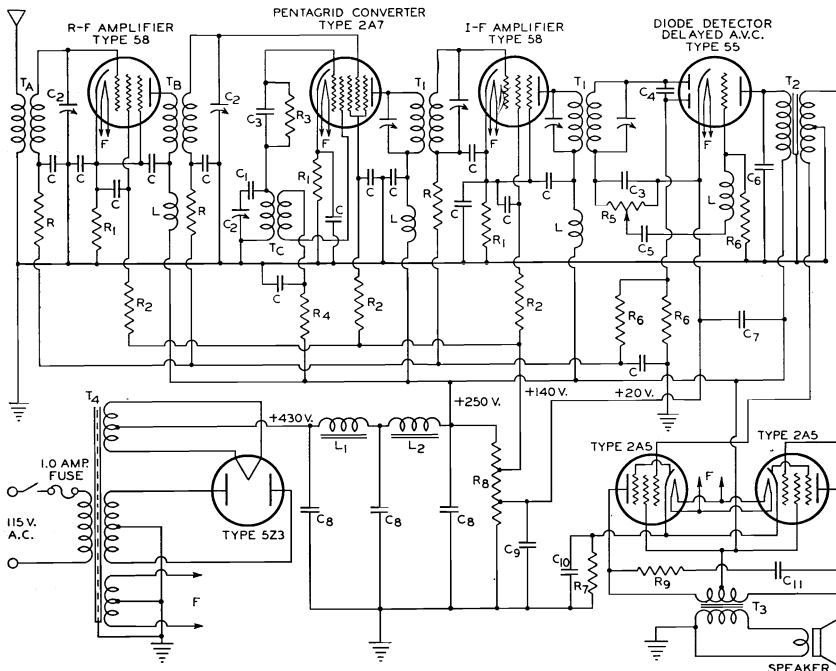 R-F AMPLIFIER
TYPE 58
PENTAGRID CONVERTER
TYPE 2A7
I-F AMPLIFIER
TYPE 58
DIODE DETECTOR
DELAYED A.V.C.
TYPE 55
TA
C2
F
TB
C2
C3
R3
F
T1
F
T1
C4
F
T2
C
C
C
C
C
R
R1
L
R
C1
C2
TC
R1
C
C
C
L
R
C
C
C
C
R1
L
C3
R5
C5
L
R6
C6
R2
C
R4
R2
R2
R6
R6
C7
C
T4
+430 V.
+250 V.
+140 V.
+20 V.
L1
L2
1.0 AMP.
FUSE
115 V.
A.C.
TYPE 5Z3
C8
C8
C8
R8
C9
F
TYPE 2A5
TYPE 2A5
F
C10
R7
R9
C11
T3
SPEAKER